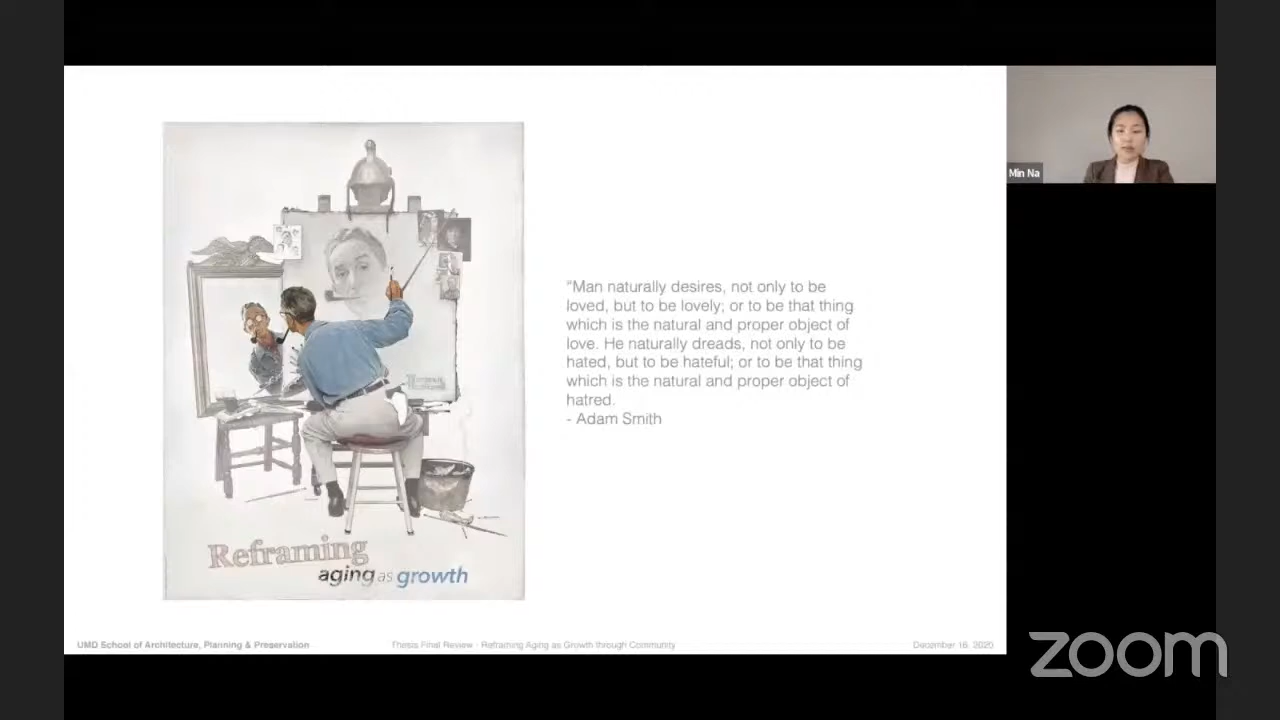 “Man naturally desires, not only to be
loved, but to be lovely; or to be that thing
which is the natural and proper object of
love. He naturally dreads, not only to be
hated, but to be hateful; or to be that thing
which is the natural and proper object of
hatred.
- Adam Smith
Reframing
aging as growth
UMD School of Architecture, Planning & Preservation
Thesis Final Review - Reframing Aging as Growth through Community
December 16, 2020
Min Na
zoom